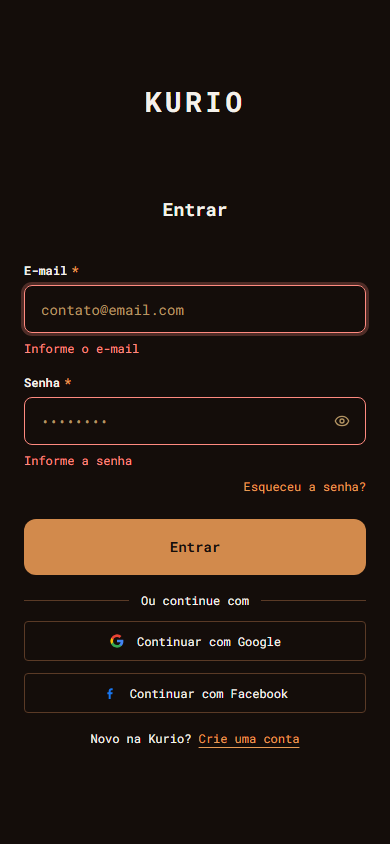 KURIO
Entrar
E-mail *
contato@email.com
Informe o e-mail
Senha *
••••••••
Informe a senha
Esqueceu a senha?
Entrar
Ou continue com
Continuar com Google
Continuar com Facebook
Novo na Kurio? Crie uma conta